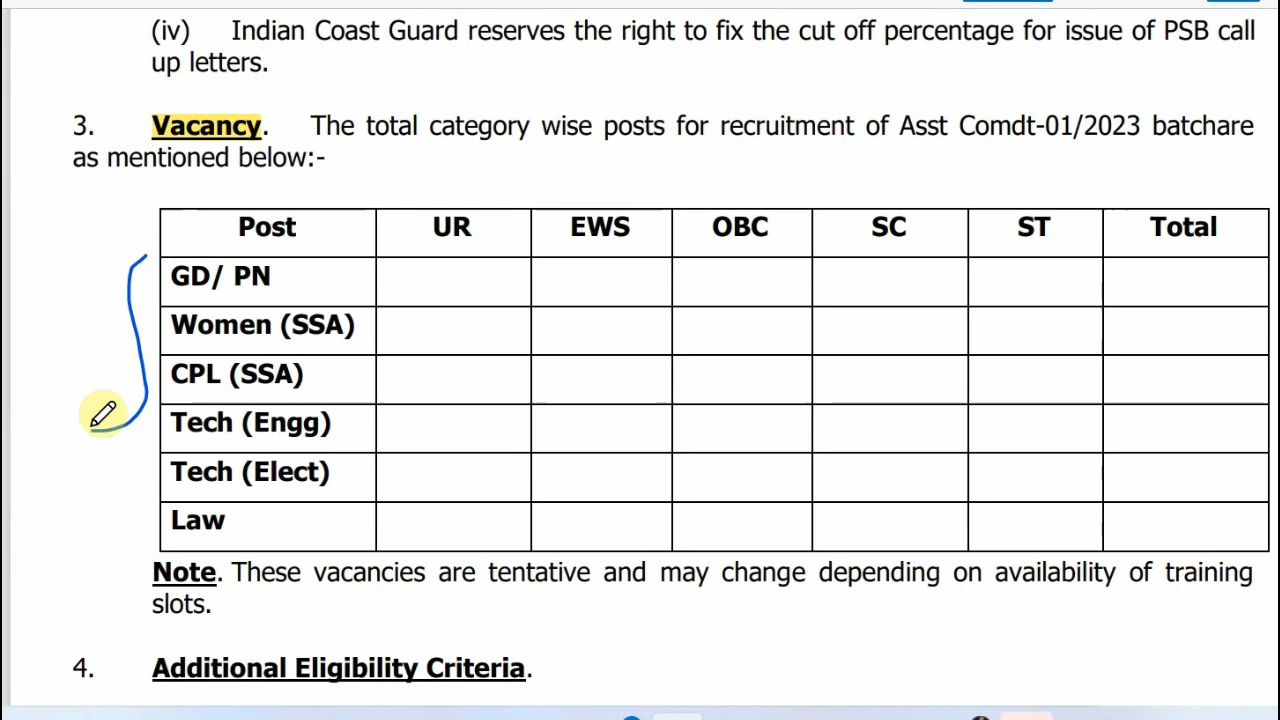 (iv) Indian Coast Guard reserves the right to fix the cut off percentage for issue of PSB call
up letters.
3. Vacancy. The total category wise posts for recruitment of Asst Comdt-01/2023 batchare
as mentioned below:-
Post UR EWS OBC SC ST Total
GD/ PN
Women (SSA)
CPL (SSA)
Tech (Engg)
Tech (Elect)
Law
Note. These vacancies are tentative and may change depending on availability of training
slots.
4. Additional Eligibility Criteria.